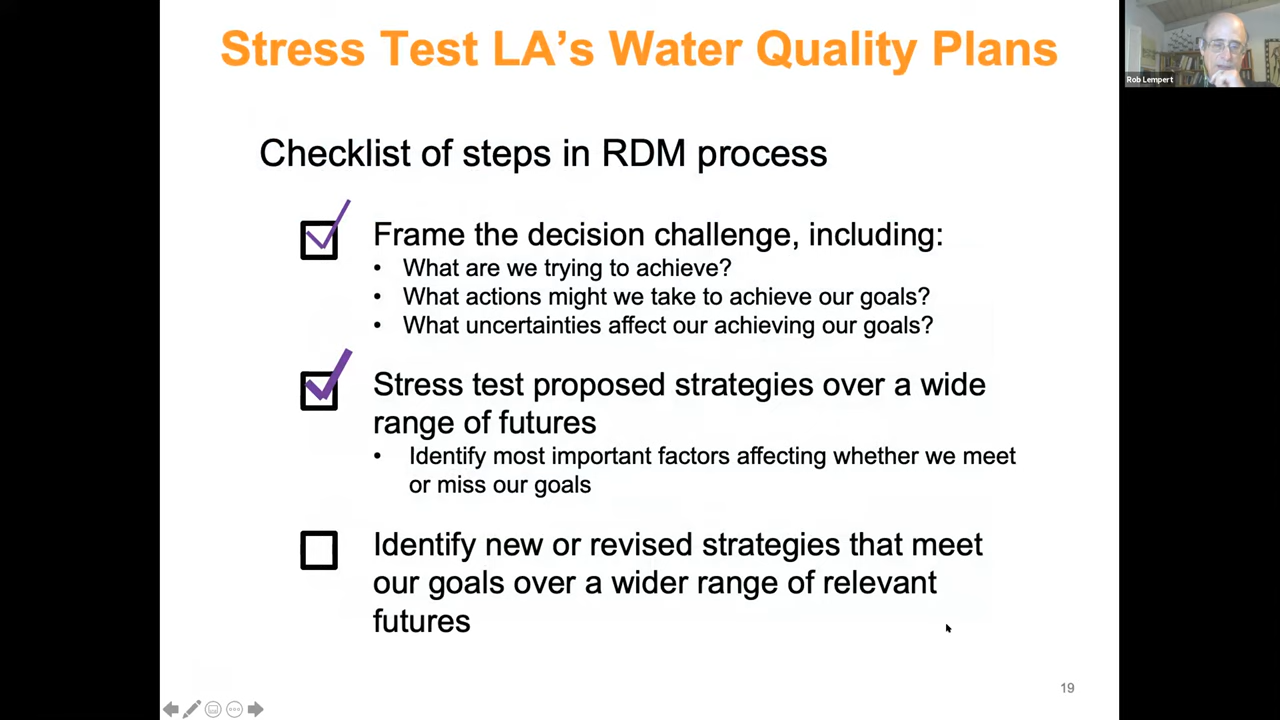 Stress Test LA's Water Quality Plans
Rob Lempert
Checklist of steps in RDM process
Frame the decision challenge, including:
• What are we trying to achieve?
• What actions might we take to achieve our goals?
• What uncertainties affect our achieving our goals?
Stress test proposed strategies over a wide
range of futures
• Identify most important factors affecting whether we meet
or miss our goals
Identify new or revised strategies that meet
our goals over a wider range of relevant
futures
19